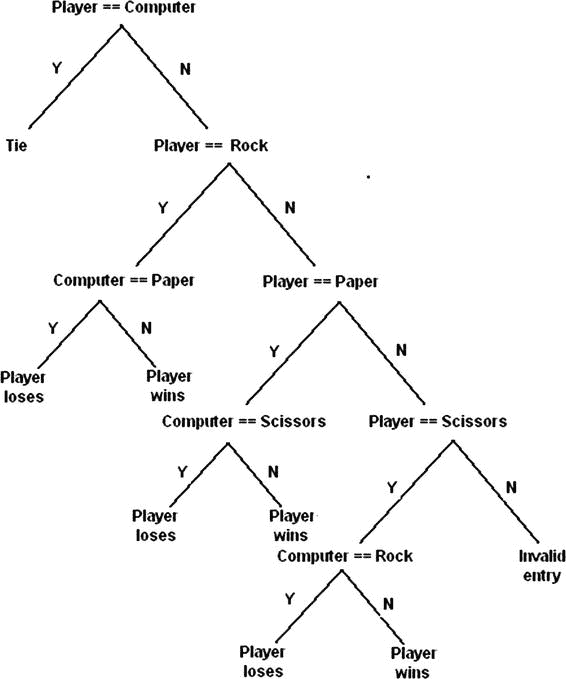 Player == Computer
Y
N
Tie
Player == Rock
Y
N
Computer == Paper
Player == Paper
Y
N
Y
N
Player
loses
Player
wins
Computer == Scissors
Player == Scissors
Y
N
Y
N
Player
loses
Player
wins
Computer == Rock
Invalid
entry
Y
N
Player
loses
Player
wins